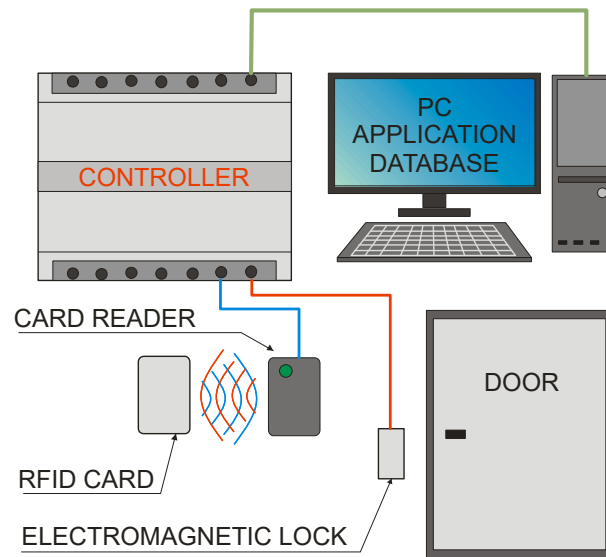 PC
APPLICATION
DATABASE
CONTROLLER
CARD READER
DOOR
RFID CARD
ELECTROMAGNETIC LOCK